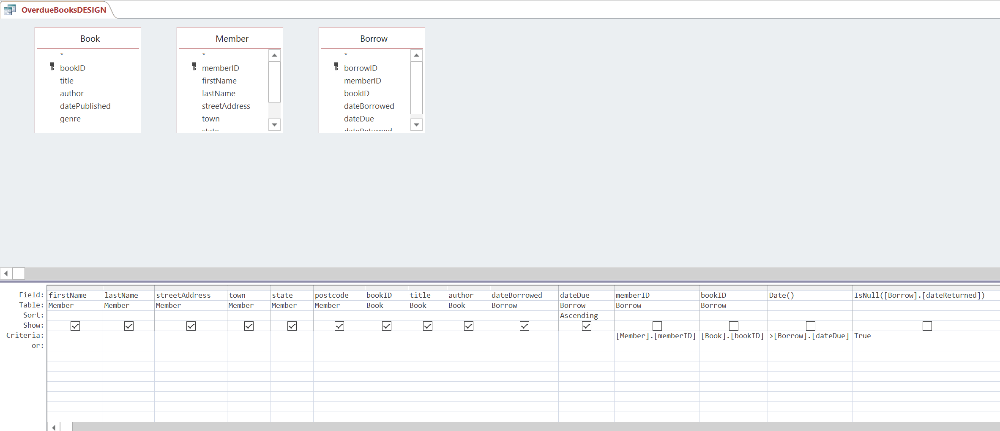 OverdueBooksDESIGN
Book
*
bookID
title
author
datePublished
genre
Member
*
memberID
firstName
lastName
streetAddress
town
state
Borrow
*
borrowID
memberID
bookID
dateBorrowed
dateDue
dateReturned
Field: firstName lastName streetAddress town state postcode bookID title author dateBorrowed dateDue memberID bookID Date() IsNull([Borrow].[dateReturned])
Table: Member Member Member Member Member Member Book Book Book Borrow Borrow Borrow Borrow
Sort: Ascending
Show:
Criteria: [Member].[memberID] [Book].[bookID] >[Borrow].[dateDue] True
or: